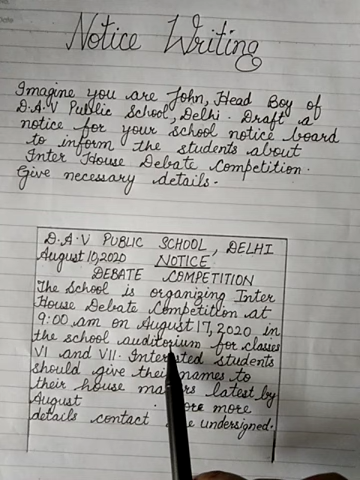 Notice Writing
Imagine you are John, Head Boy of
D.A.V Public School, Delhi. Draft a
notice for your school notice board
to inform the students about
Inter House Debate Competition.
Give necessary details.
D.A.V PUBLIC SCHOOL, DELHI
August 10, 2020 NOTICE
DEBATE COMPETITION
The School is organizing Inter
House Debate Competition at
9:00 am on August 17, 2020 in
the school auditorium for classes
VI and VII. Interested students
should give their names to
their house latest by
August more
details contact undersigned.